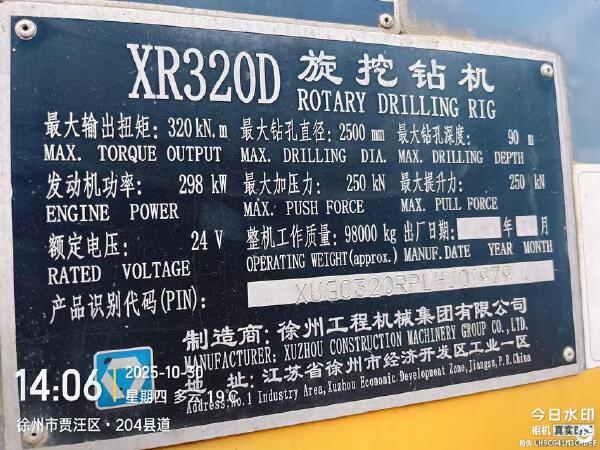 XR320D 旋挖钻机
ROTARY DRILLING RIG
最大输出扭矩: 320 kN.m 最大钻孔直径: 2500 mm 最大钻孔深度: 90 m
MAX. TORQUE OUTPUT MAX. DRILLING DIA. MAX. DRILLING DEPTH
发动机功率: 298 kW 最大加压力: 250 kN 最大提升力: 250 kN
ENGINE POWER MAX. PUSH FORCE MAX. PULL FORCE
额定电压: 24 V 整机工作质量: 98000 kg 出厂日期: 年 月
RATED VOLTAGE OPERATING WEIGHT(approx.) MANUF. DATE YEAR MONTH
产品识别代码(PIN): XUG0320RPLHJ01979
制造商: 徐州工程机械集团有限公司
MANUFACTURER: XUZHOU CONSTRUCTION MACHINERY GROUP CO., LTD.
地址: 江苏省徐州市经济开发区工业一区
Address.No.1 Industry Area,Xuzhou Economic Development Zone,Jiangsu,P.R.China
14:06
2025-10-30
星期四 多云 19℃
徐州市贾汪区·204县道
今日水印
相机 真实时间
防伪 LH9CG41M3CKDEE